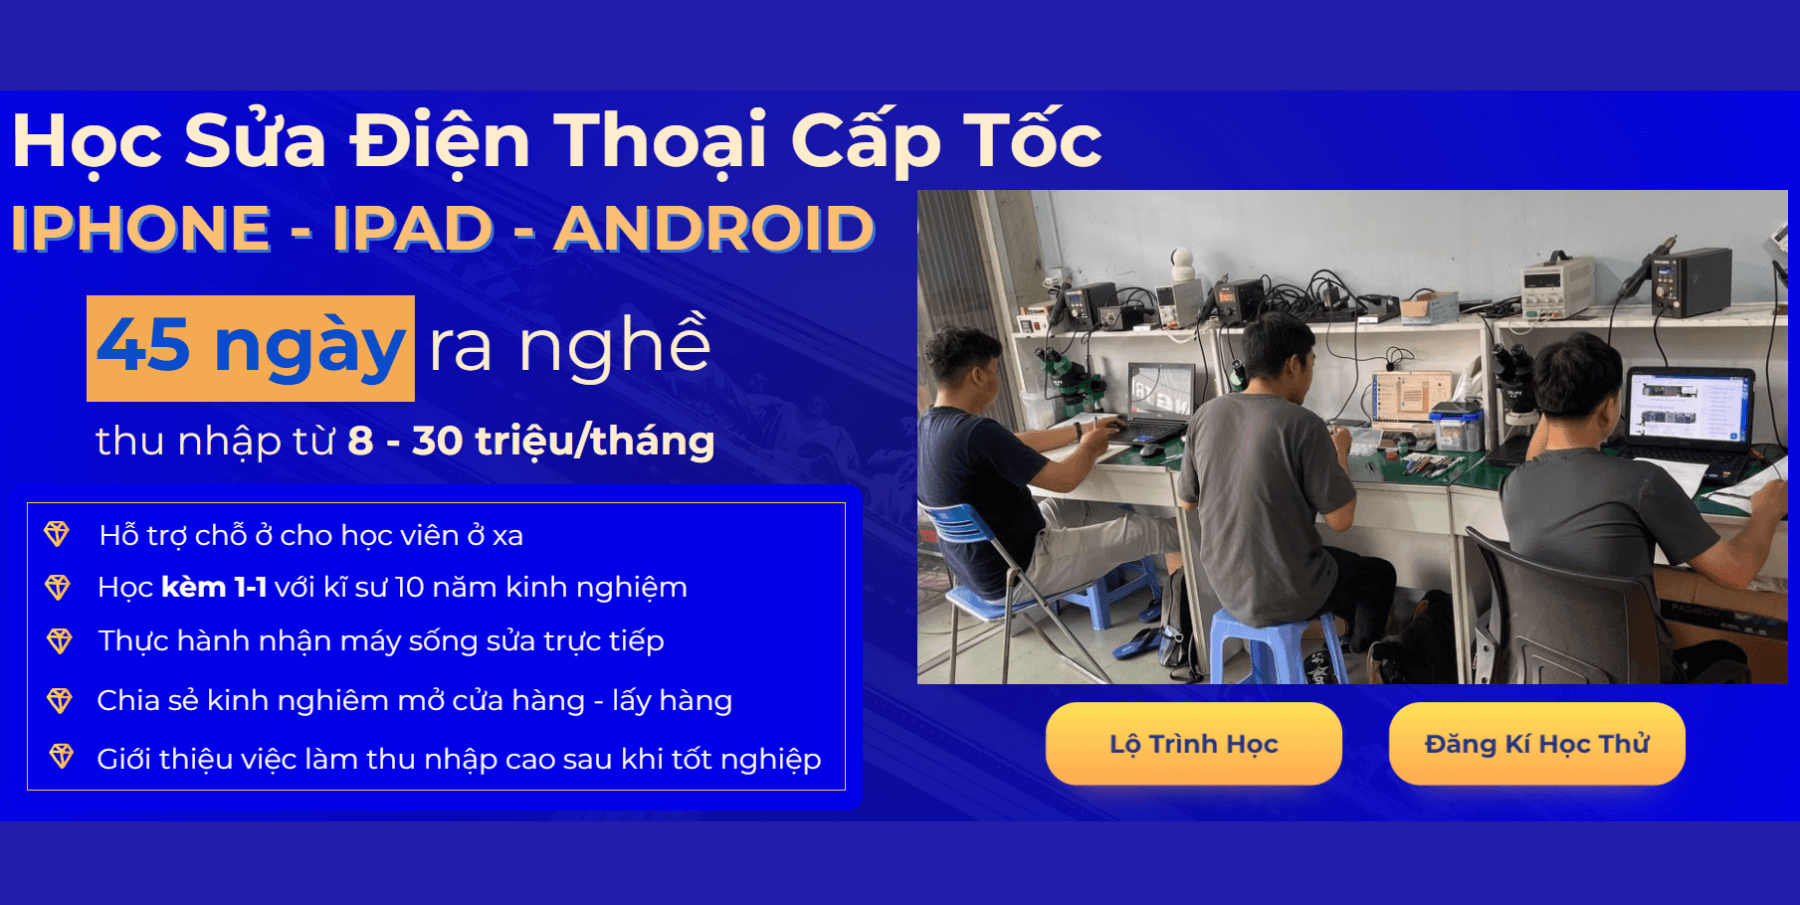 Học Sửa Điện Thoại Cấp Tốc
IPHONE - IPAD - ANDROID
45 ngày ra nghề
thu nhập từ 8 - 30 triệu/tháng
Hỗ trợ chỗ ở cho học viên ở xa
Học kèm 1-1 với kĩ sư 10 năm kinh nghiệm
Thực hành nhận máy sống sửa trực tiếp
Chia sẻ kinh nghiêm mở cửa hàng - lấy hàng
Giới thiệu việc làm thu nhập cao sau khi tốt nghiệp
Lộ Trình Học
Đăng Kí Học Thử